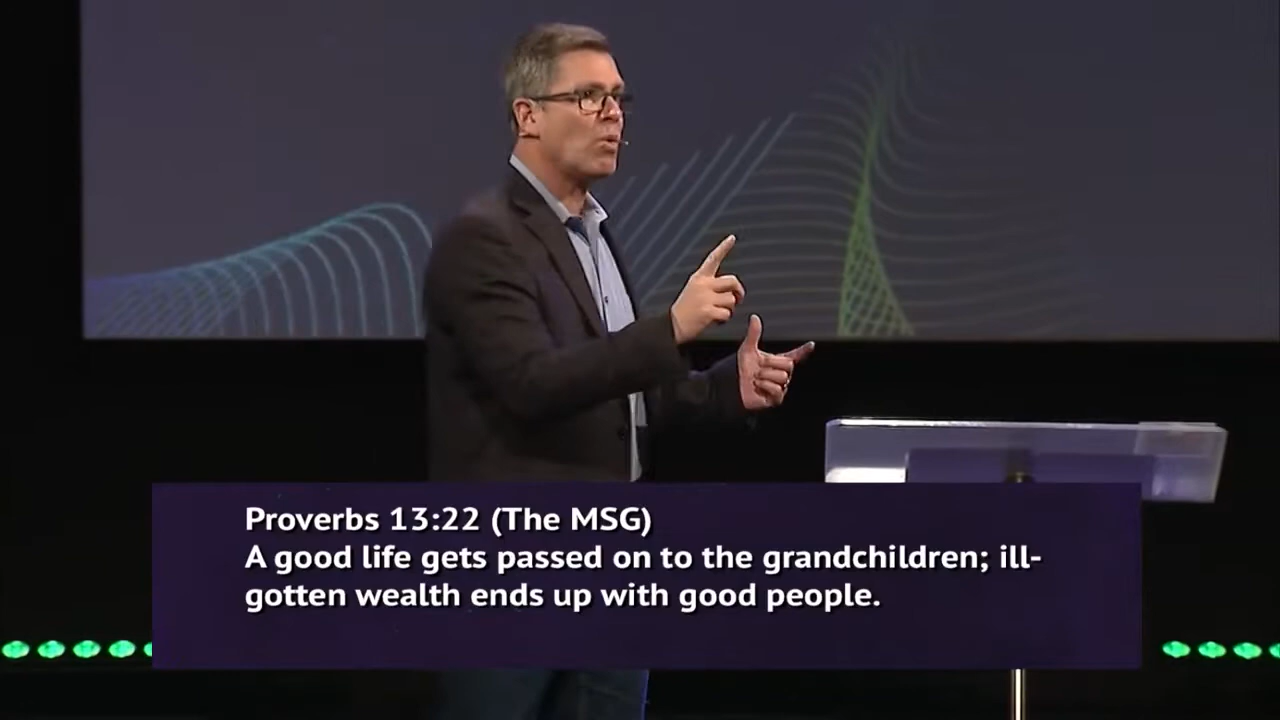 Proverbs 13:22 (The MSG)
A good life gets passed on to the grandchildren; ill-
gotten wealth ends up with good people.